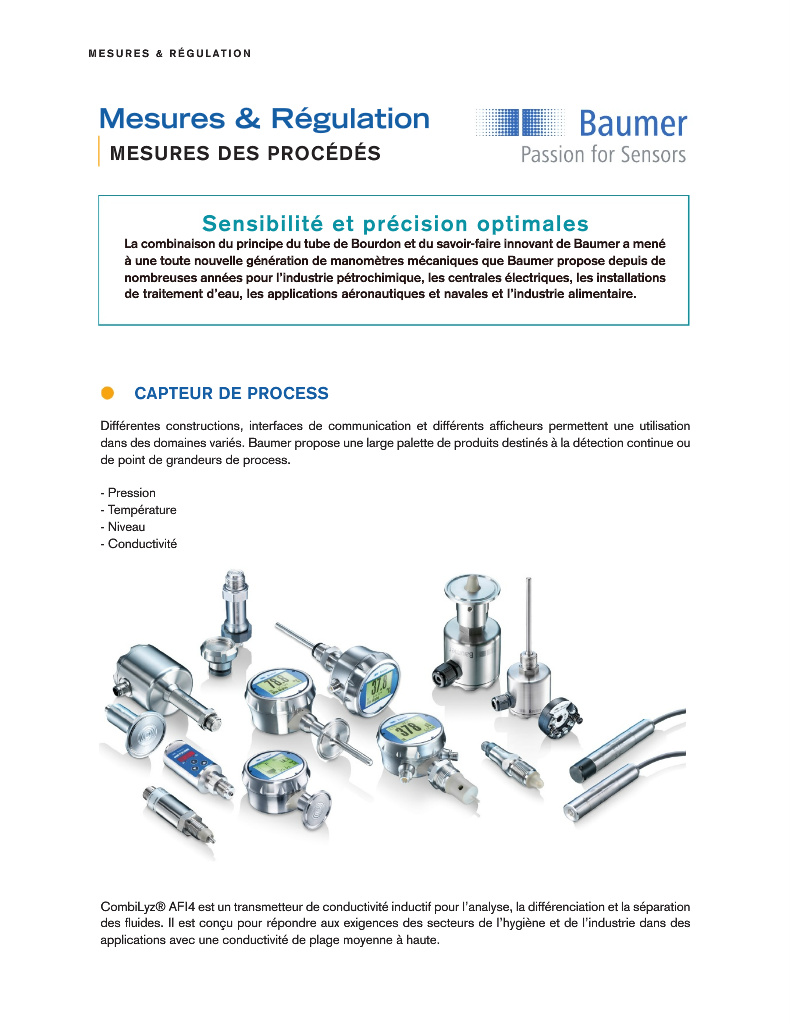 MESURES & RÉGULATION
Mesures & Régulation
MESURES DES PROCÉDÉS
Baumer
Passion for Sensors
Sensibilité et précision optimales
La combinaison du principe du tube de Bourdon et du savoir-faire innovant de Baumer a mené
à une toute nouvelle génération de manomètres mécaniques que Baumer propose depuis de
nombreuses années pour l'industrie pétrochimique, les centrales électriques, les installations
de traitement d'eau, les applications aéronautiques et navales et l'industrie alimentaire.
CAPTEUR DE PROCESS
Différentes constructions, interfaces de communication et différents afficheurs permettent une utilisation
dans des domaines variés. Baumer propose une large palette de produits destinés à la détection continue ou
de point de grandeurs de process.
- Pression
- Température
- Niveau
- Conductivité
78.6
37.8
378
CombiLyz® AFI4 est un transmetteur de conductivité inductif pour l'analyse, la différenciation et la séparation
des fluides. Il est conçu pour répondre aux exigences des secteurs de l'hygiène et de l'industrie dans des
applications avec une conductivité de plage moyenne à haute.